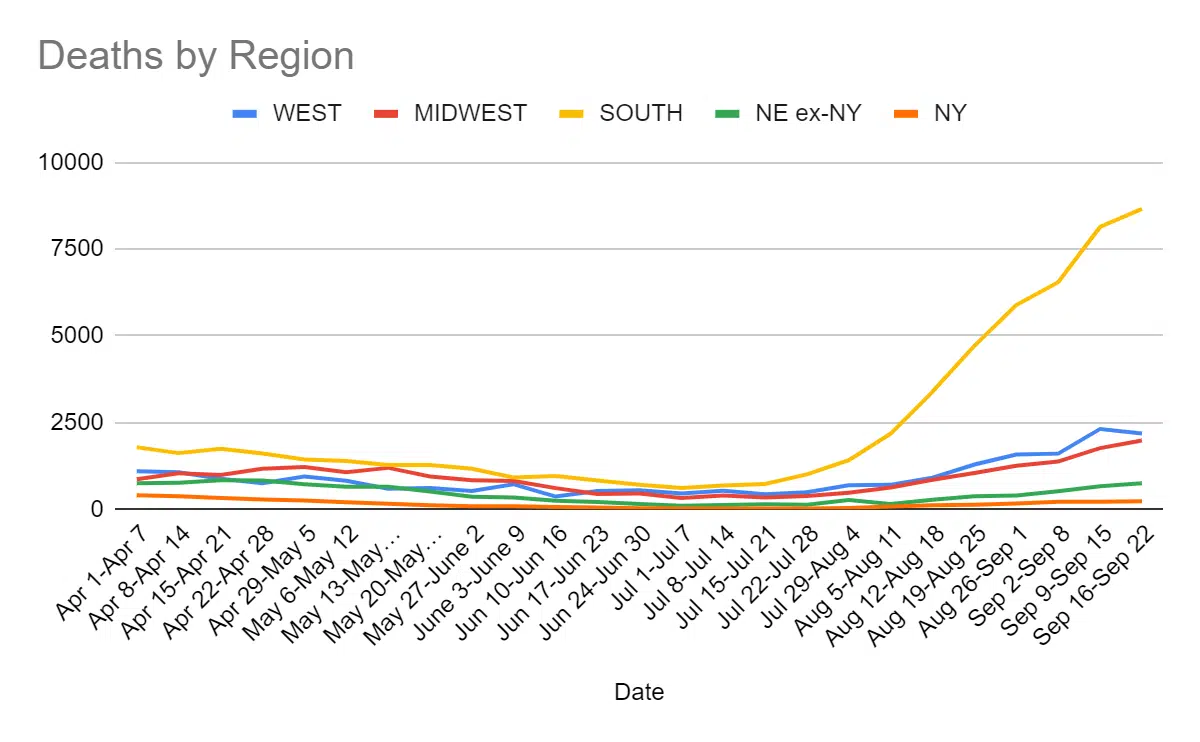 Deaths by Region
WEST MIDWEST SOUTH NE ex-NY NY
10000
7500
5000
2500
0
Apr 1-Apr 7
Apr 8-Apr 14
Apr 15-Apr 21
Apr 22-Apr 28
Apr 29-May 5
May 6-May 12
May 13-May…
May 20-May…
May 27-June 2
June 3-June 9
Jun 10-Jun 16
Jun 17-Jun 23
Jun 24-Jun 30
Jul 1-Jul 7
Jul 8-Jul 14
Jul 15-Jul 21
Jul 22-Jul 28
Jul 29-Aug 4
Aug 5-Aug 11
Aug 12-Aug 18
Aug 19-Aug 25
Aug 26-Sep 1
Sep 2-Sep 8
Sep 9-Sep 15
Sep 16-Sep 22
Date